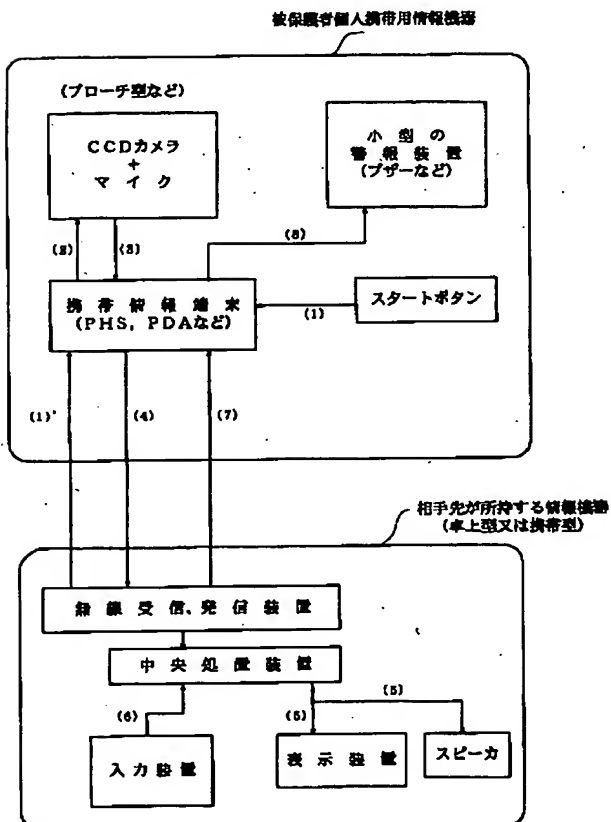 被保護者個人携帯用情報機器
(ブローチ型など)
CCDカメラ
+
マイク
小型の
警報装置
(ブザーなど)
(2)
(3)
(8)
携帯情報端末
(PHS, PDAなど)
(1)
スタートボタン
(1)'
(4)
(7)
相手先が所持する情報機器
(卓上型又は携帯型)
無線受信、発信装置
中央処置装置
(6)
(5)
(5)
入力装置
表示装置
スピーカ